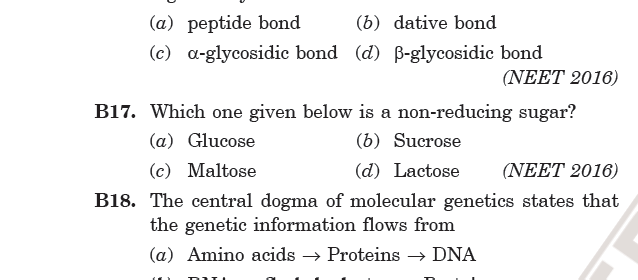 (a) peptide bond (b) dative bond
(c) α-glycosidic bond (d) β-glycosidic bond
(NEET 2016)
B17. Which one given below is a non-reducing sugar?
(a) Glucose (b) Sucrose
(c) Maltose (d) Lactose (NEET 2016)
B18. The central dogma of molecular genetics states that
the genetic information flows from
(a) Amino acids → Proteins → DNA